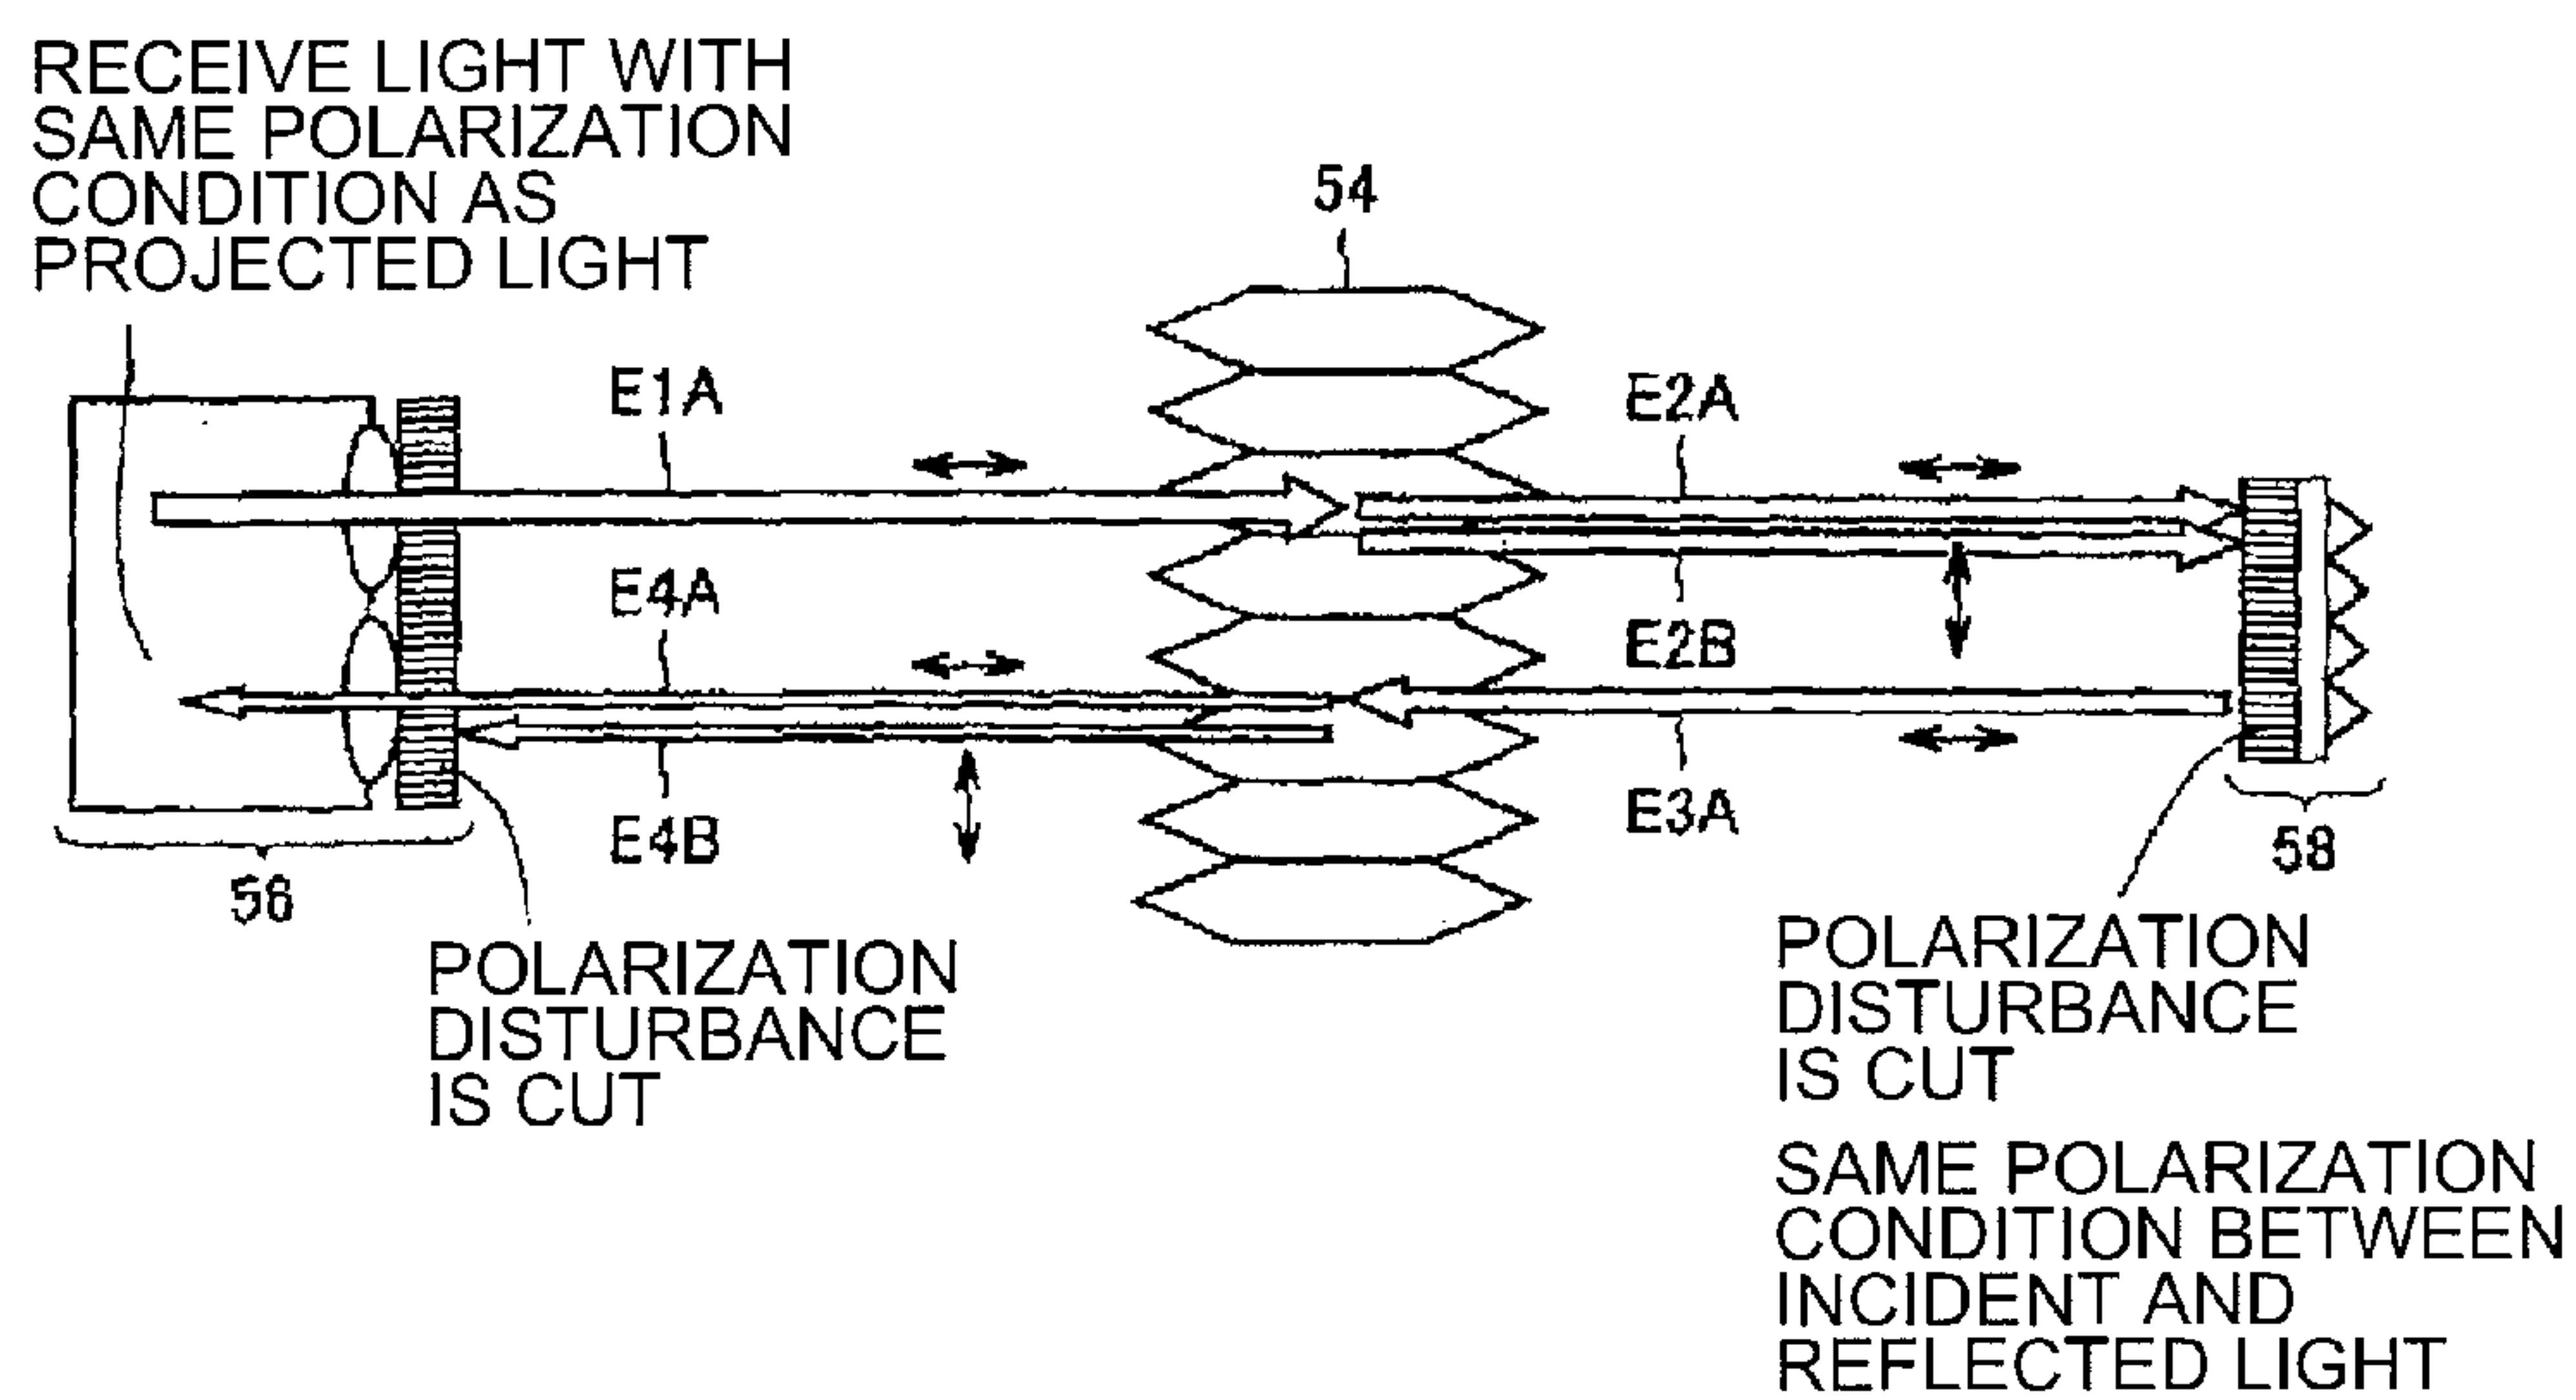 RECEIVE LIGHT WITH
SAME POLARIZATION
CONDITION AS
PROJECTED LIGHT
54
E1A
E2A
E4A
E2B
E4B
E3A
56
58
POLARIZATION
DISTURBANCE
IS CUT
POLARIZATION
DISTURBANCE
IS CUT
SAME POLARIZATION
CONDITION BETWEEN
INCIDENT AND
REFLECTED LIGHT